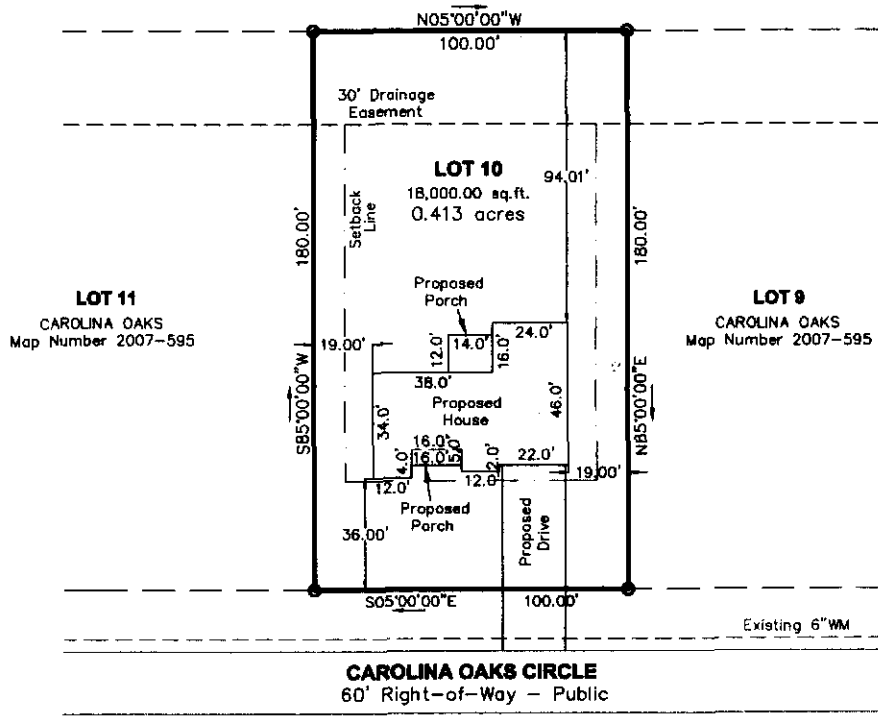 N05°00'00"W
100.00'
30' Drainage
Easement
LOT 10
18,000.00 sq.ft.
0.413 acres
94.01'
Setback
Line
180.00'
180.00'
LOT 11
CAROLINA OAKS
Map Number 2007-595
LOT 9
CAROLINA OAKS
Map Number 2007-595
Proposed
Porch
24.0'
19.00'
12.0'
14.0'
16.0'
38.0'
S85°00'00"W
N85°00'00"E
Proposed
House
46.0'
34.0'
16.0'
16.0'
5.0'
4.0'
2.0'
22.0'
19.00'
12.0'
12.0'
Proposed
Porch
Proposed
Drive
36.00'
S05°00'00"E
100.00'
Existing 6"WM
CAROLINA OAKS CIRCLE
60' Right-of-Way - Public